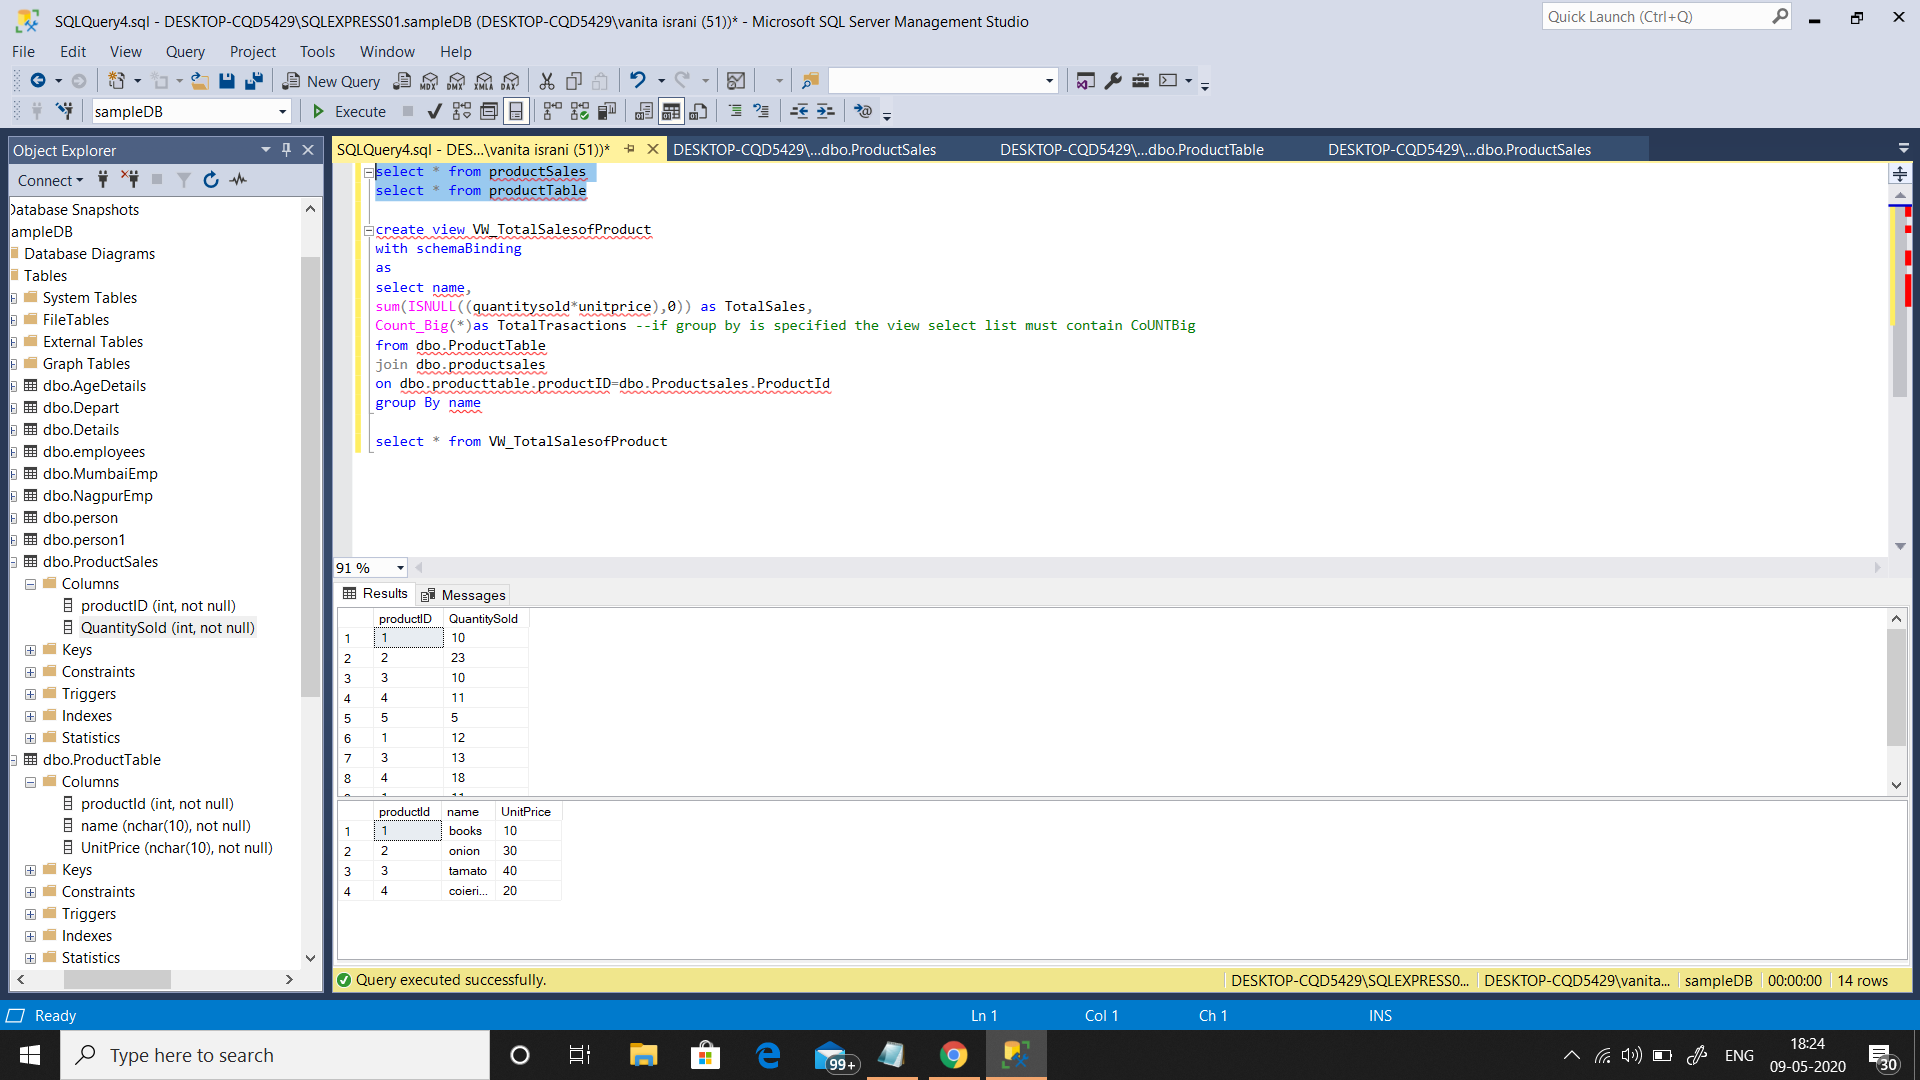 SQLQuery4.sql - DESKTOP-CQD5429\SQLEXPRESS01.sampleDB (DESKTOP-CQD5429\vanita israni (51))* - Microsoft SQL Server Management Studio
Quick Launch (Ctrl+Q)
File Edit View Query Project Tools Window Help
New Query MDX DMX XMLA DAX
sampleDB Execute
Object Explorer
Connect
Database Snapshots
ampleDB
Database Diagrams
Tables
System Tables
FileTables
External Tables
Graph Tables
dbo.AgeDetails
dbo.Depart
dbo.Details
dbo.employees
dbo.MumbaiEmp
dbo.NagpurEmp
dbo.person
dbo.person1
dbo.ProductSales
Columns
productID (int, not null)
QuantitySold (int, not null)
Keys
Constraints
Triggers
Indexes
Statistics
dbo.ProductTable
Columns
productId (int, not null)
name (nchar(10), not null)
UnitPrice (nchar(10), not null)
Keys
Constraints
Triggers
Indexes
Statistics
SQLQuery4.sql - DES...\vanita israni (51))* DESKTOP-CQD5429\...dbo.ProductSales DESKTOP-CQD5429\...dbo.ProductTable DESKTOP-CQD5429\...dbo.ProductSales
select * from productSales
select * from productTable
create view VW_TotalSalesofProduct
with schemaBinding
as
select name,
sum(ISNULL((quantitysold*unitprice),0)) as TotalSales,
Count_Big(*)as TotalTrasactions --if group by is specified the view select list must contain CoUNTBig
from dbo.ProductTable
join dbo.productsales
on dbo.producttable.productID=dbo.Productsales.ProductId
group By name
select * from VW_TotalSalesofProduct
91 %
Results Messages
productID QuantitySold
1 1 10
2 2 23
3 3 10
4 4 11
5 5 5
6 1 12
7 3 13
8 4 18
productId name UnitPrice
1 1 books 10
2 2 onion 30
3 3 tamato 40
4 4 coieri... 20
Query executed successfully. DESKTOP-CQD5429\SQLEXPRESS0... DESKTOP-CQD5429\vanita... sampleDB 00:00:00 14 rows
Ready Ln 1 Col 1 Ch 1 INS
Type here to search
99+
ENG
18:24
09-05-2020
30